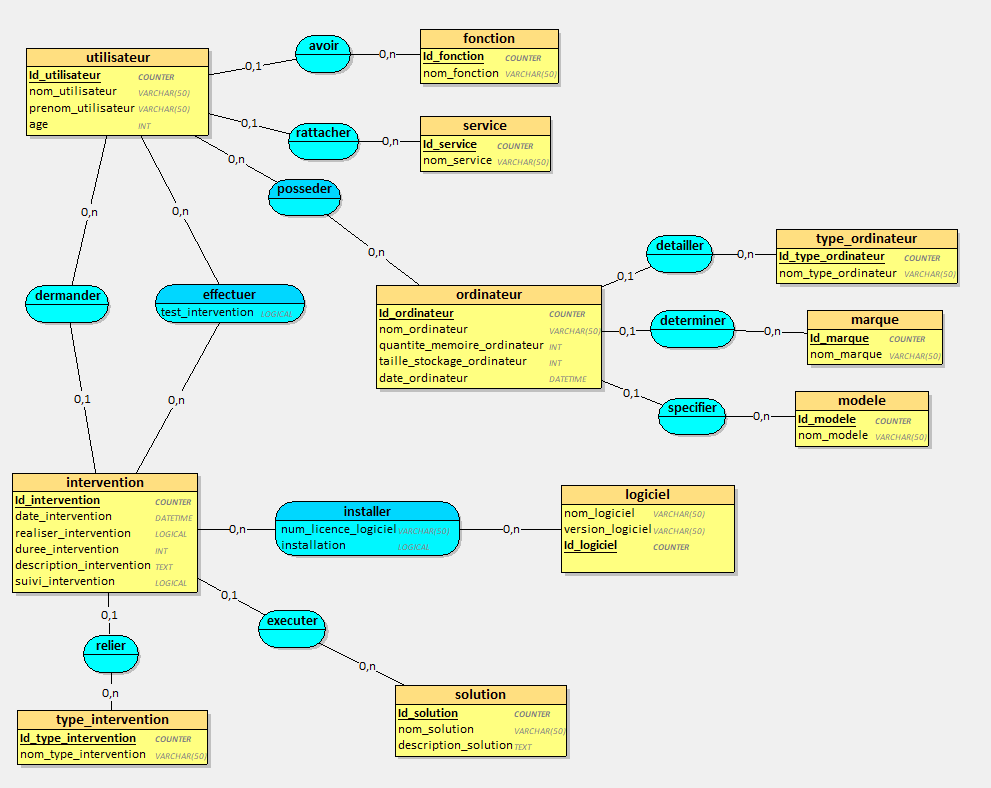 utilisateur
Id_utilisateur COUNTER
nom_utilisateur VARCHAR(50)
prenom_utilisateur VARCHAR(50)
age INT
0,1
avoir
0,n
fonction
Id_fonction COUNTER
nom_fonction VARCHAR(50)
0,1
rattacher
0,n
service
Id_service COUNTER
nom_service VARCHAR(50)
0,n
posseder
0,n
0,n
0,n
dermander
effectuer
test_intervention LOGICAL
0,1
0,n
ordinateur
Id_ordinateur COUNTER
nom_ordinateur VARCHAR(50)
quantite_memoire_ordinateur INT
taille_stockage_ordinateur INT
date_ordinateur DATETIME
0,1
detailler
0,n
type_ordinateur
Id_type_ordinateur COUNTER
nom_type_ordinateur VARCHAR(50)
0,1
determiner
0,n
marque
Id_marque COUNTER
nom_marque VARCHAR(50)
0,1
specifier
0,n
modele
Id_modele COUNTER
nom_modele VARCHAR(50)
intervention
Id_intervention COUNTER
date_intervention DATETIME
realiser_intervention LOGICAL
duree_intervention INT
description_intervention TEXT
suivi_intervention LOGICAL
0,n
installer
num_licence_logiciel VARCHAR(50)
installation LOGICAL
0,n
logiciel
nom_logiciel VARCHAR(50)
version_logiciel VARCHAR(50)
Id_logiciel COUNTER
0,1
executer
0,n
solution
Id_solution COUNTER
nom_solution VARCHAR(50)
description_solution TEXT
0,1
relier
0,n
type_intervention
Id_type_intervention COUNTER
nom_type_intervention VARCHAR(50)